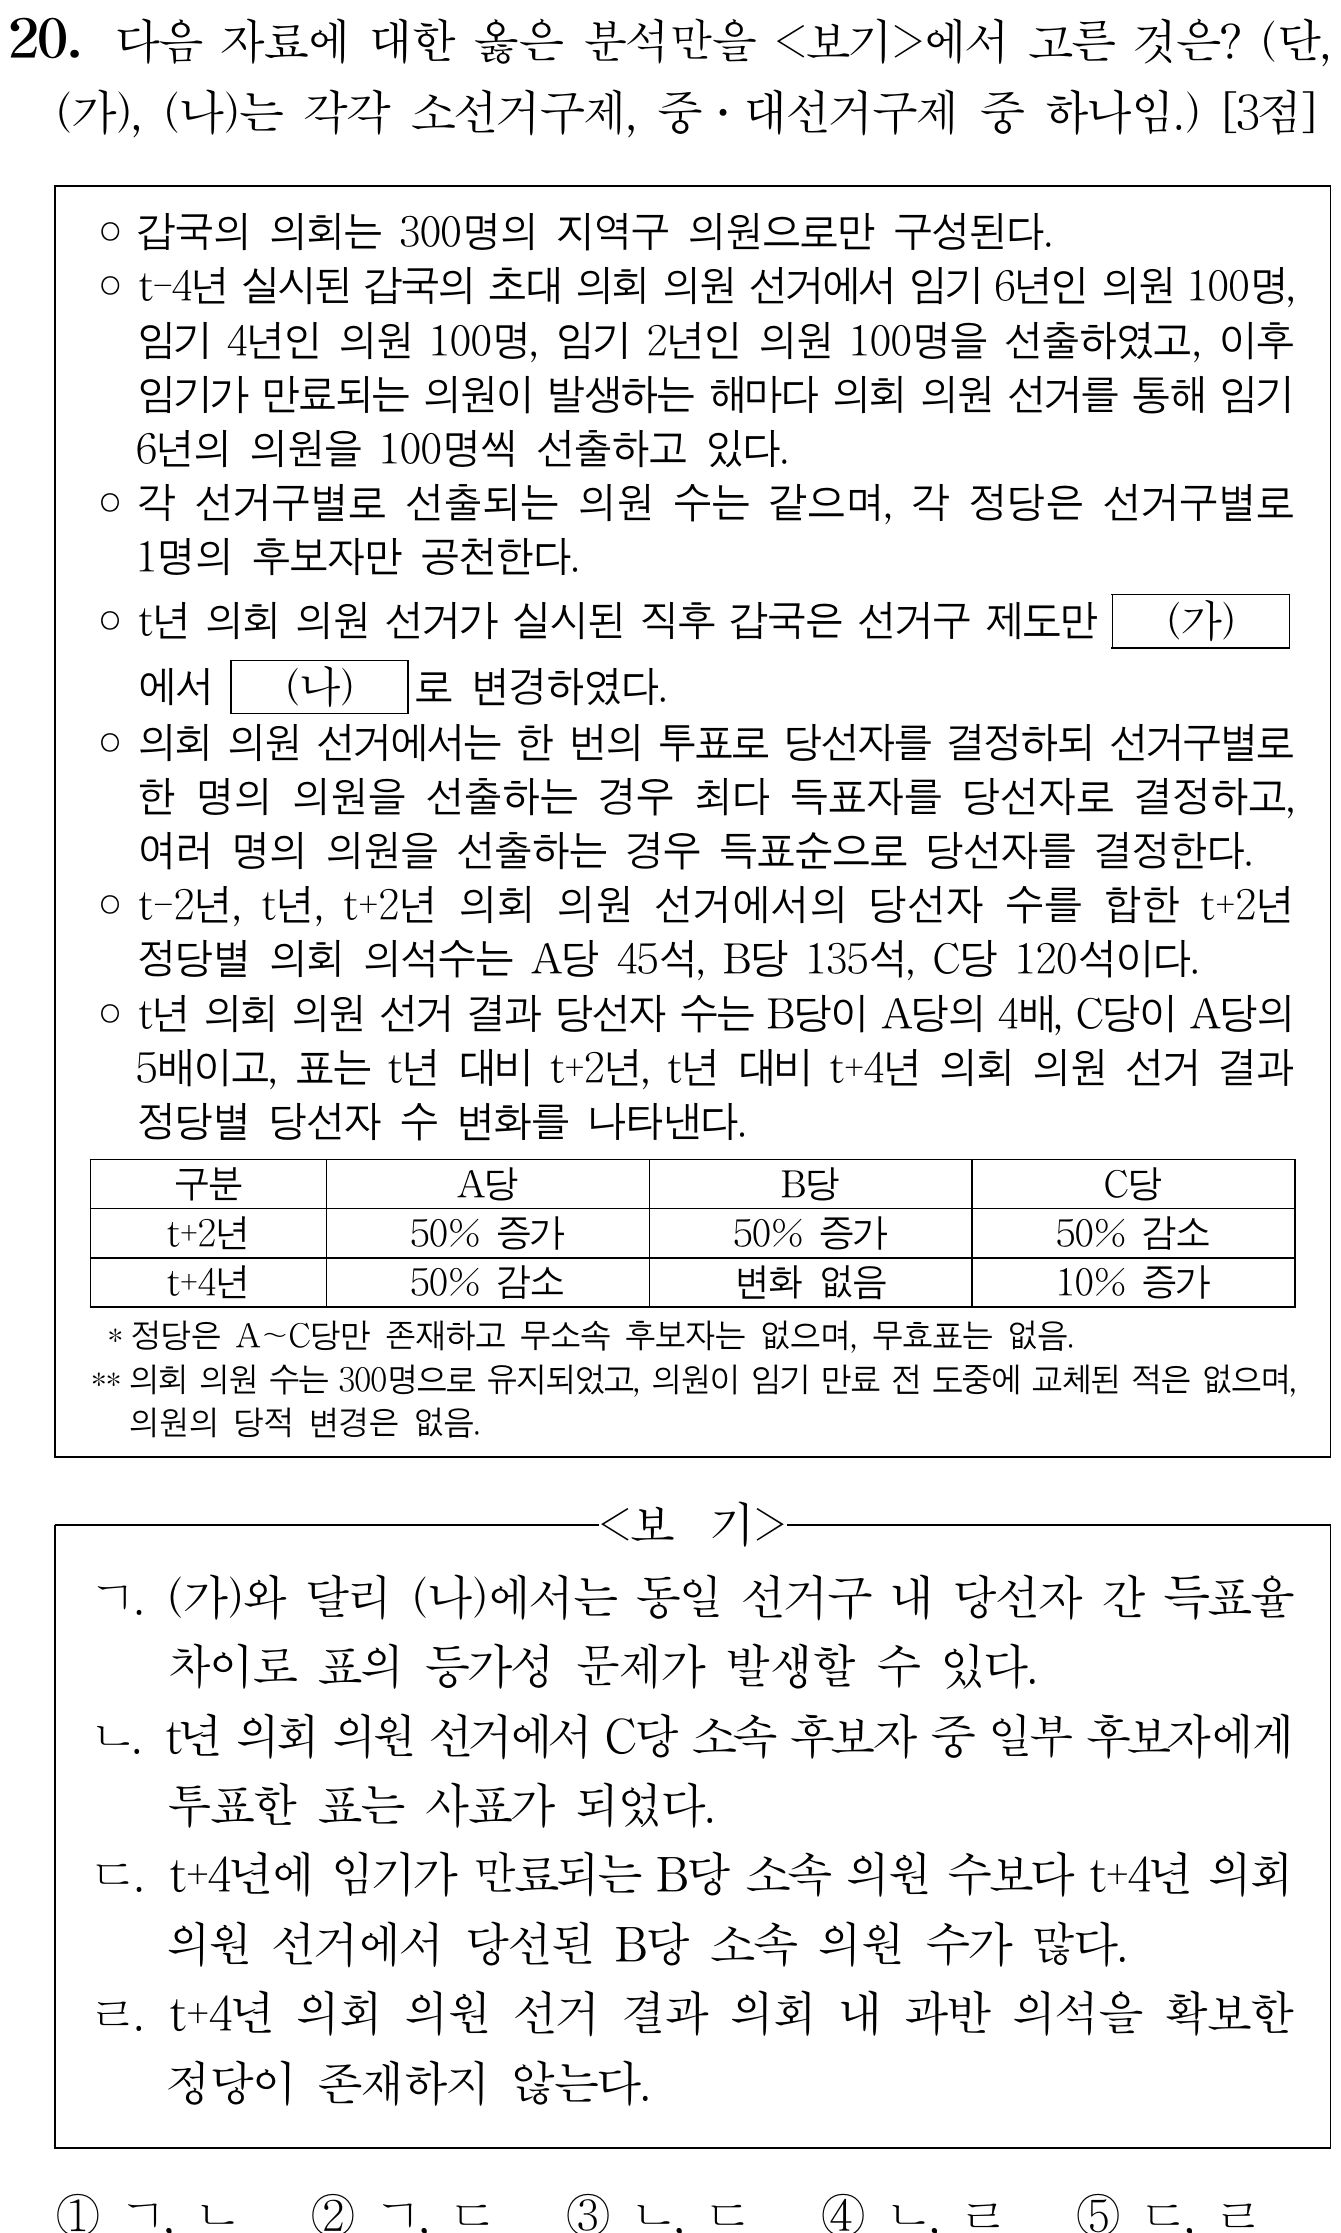 20. 다음 자료에 대한 옳은 분석만을 <보기>에서 고른 것은? (단,
(가), (나)는 각각 소선거구제, 중·대선거구제 중 하나임.) [3점]
○ 갑국의 의회는 300명의 지역구 의원으로만 구성된다.
○ t-4년 실시된 갑국의 초대 의회 의원 선거에서 임기 6년인 의원 100명,
임기 4년인 의원 100명, 임기 2년인 의원 100명을 선출하였고, 이후
임기가 만료되는 의원이 발생하는 해마다 의회 의원 선거를 통해 임기
6년의 의원을 100명씩 선출하고 있다.
○ 각 선거구별로 선출되는 의원 수는 같으며, 각 정당은 선거구별로
1명의 후보자만 공천한다.
○ t년 의회 의원 선거가 실시된 직후 갑국은 선거구 제도만 (가)
에서 (나) 로 변경하였다.
○ 의회 의원 선거에서는 한 번의 투표로 당선자를 결정하되 선거구별로
한 명의 의원을 선출하는 경우 최다 득표자를 당선자로 결정하고,
여러 명의 의원을 선출하는 경우 득표순으로 당선자를 결정한다.
○ t-2년, t년, t+2년 의회 의원 선거에서의 당선자 수를 합한 t+2년
정당별 의회 의석수는 A당 45석, B당 135석, C당 120석이다.
○ t년 의회 의원 선거 결과 당선자 수는 B당이 A당의 4배, C당이 A당의
5배이고, 표는 t년 대비 t+2년, t년 대비 t+4년 의회 의원 선거 결과
정당별 당선자 수 변화를 나타낸다.
구분 A당 B당 C당
t+2년 50% 증가 50% 증가 50% 감소
t+4년 50% 감소 변화 없음 10% 증가
* 정당은 A~C당만 존재하고 무소속 후보자는 없으며, 무효표는 없음.
** 의회 의원 수는 300명으로 유지되었고, 의원이 임기 만료 전 도중에 교체된 적은 없으며,
의원의 당적 변경은 없음.
<보 기>
ㄱ. (가)와 달리 (나)에서는 동일 선거구 내 당선자 간 득표율
차이로 표의 등가성 문제가 발생할 수 있다.
ㄴ. t년 의회 의원 선거에서 C당 소속 후보자 중 일부 후보자에게
투표한 표는 사표가 되었다.
ㄷ. t+4년에 임기가 만료되는 B당 소속 의원 수보다 t+4년 의회
의원 선거에서 당선된 B당 소속 의원 수가 많다.
ㄹ. t+4년 의회 의원 선거 결과 의회 내 과반 의석을 확보한
정당이 존재하지 않는다.
① ㄱ, ㄴ ② ㄱ, ㄷ ③ ㄴ, ㄷ ④ ㄴ, ㄹ ⑤ ㄷ, ㄹ